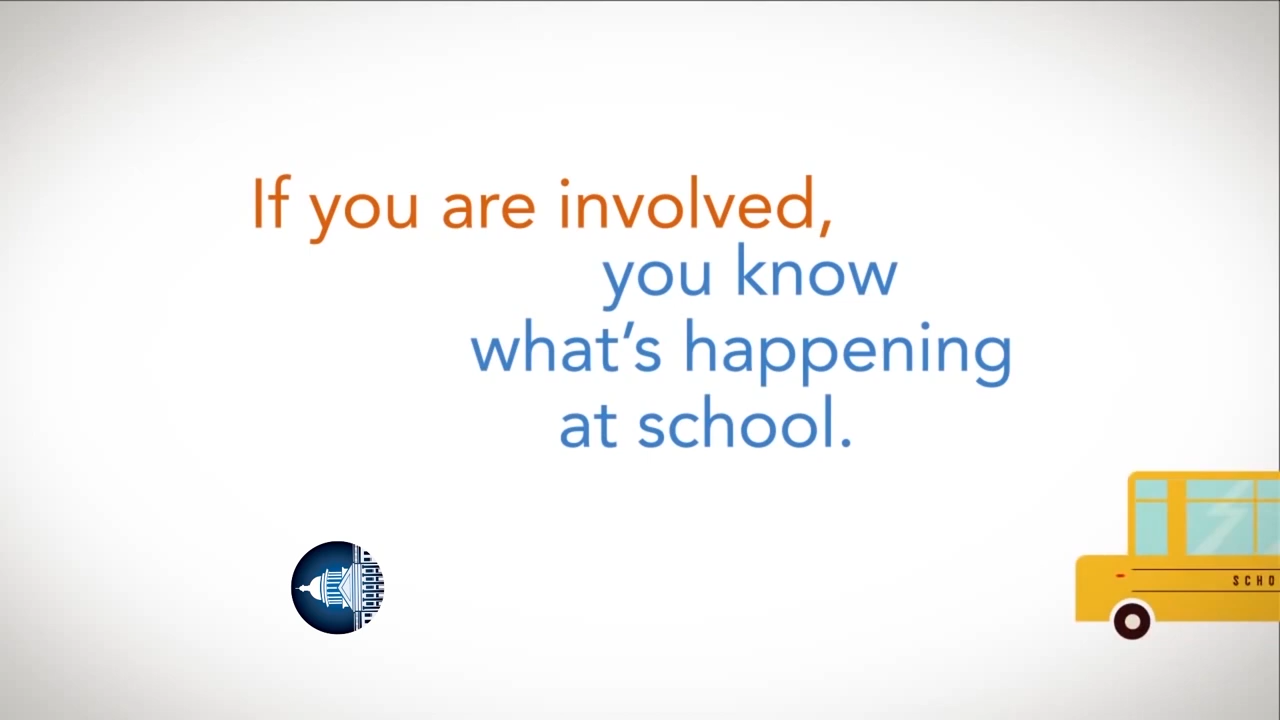 If you are involved,
you know
what’s happening
at school.
SCHO